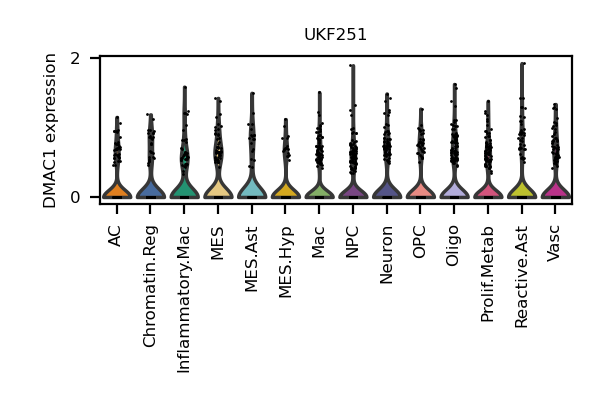 UKF251
DMAC1 expression
2
0
AC
Chromatin.Reg
Inflammatory.Mac
MES
MES.Ast
MES.Hyp
Mac
NPC
Neuron
OPC
Oligo
Prolif.Metab
Reactive.Ast
Vasc